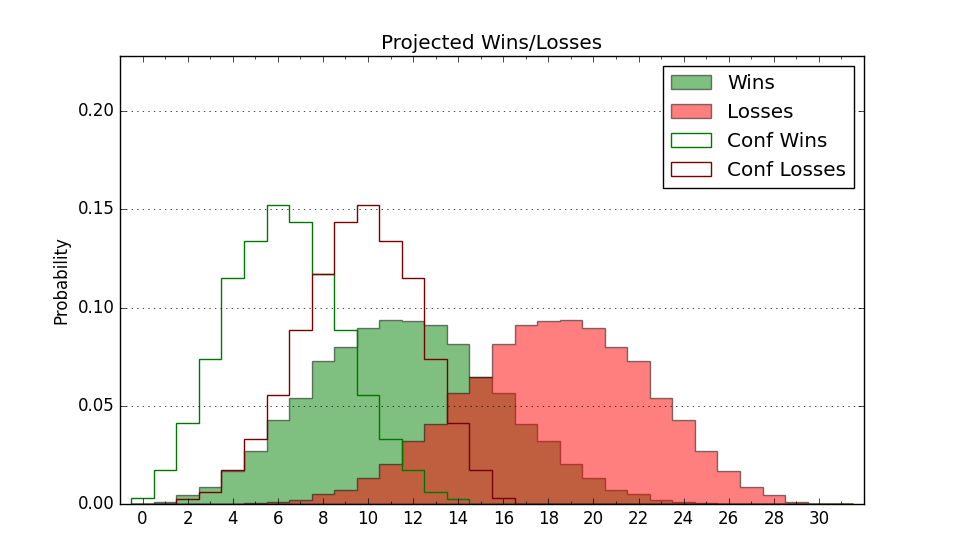 Projected Wins/Losses
Wins
Losses
Conf Wins
Conf Losses
Probability
0.20
0.15
0.10
0.05
0.00
0 2 4 6 8 10 12 14 16 18 20 22 24 26 28 30